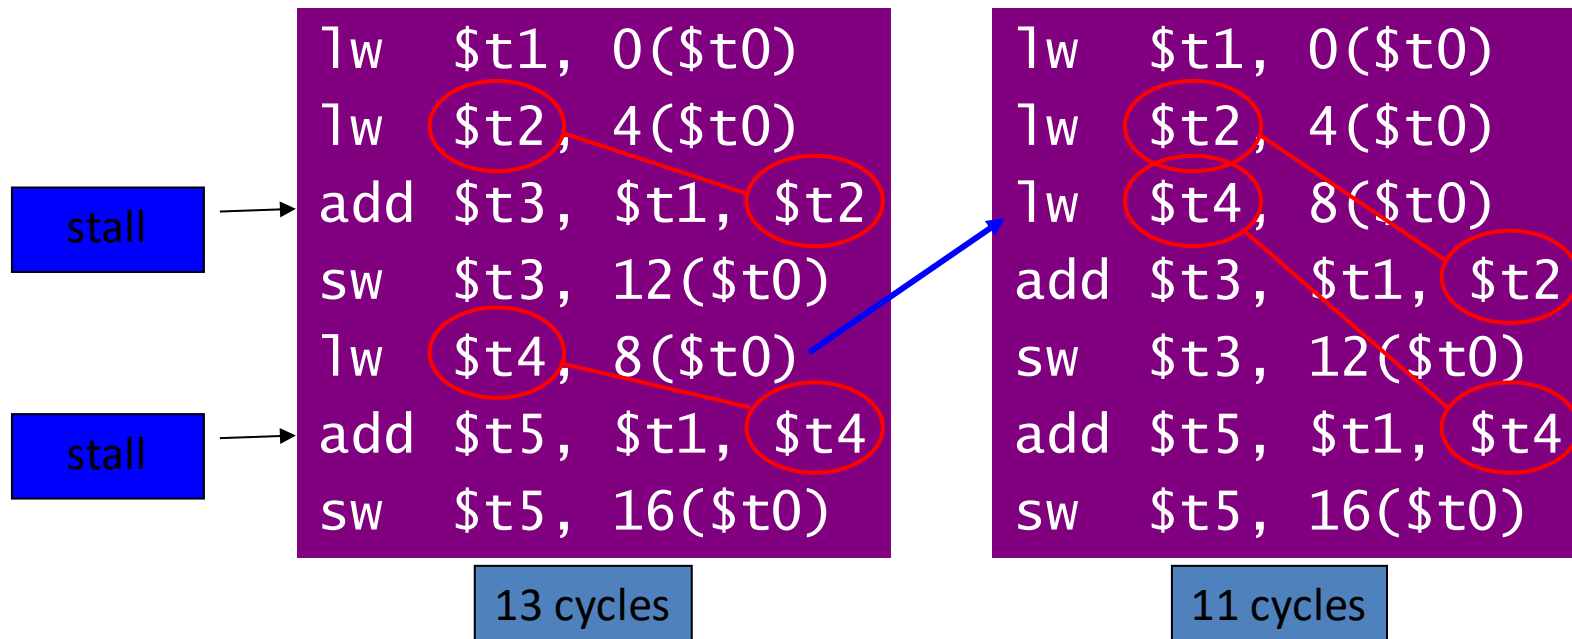 lw $t1, 0($t0)
lw $t2, 4($t0)
add $t3, $t1, $t2
sw $t3, 12($t0)
lw $t4, 8($t0)
add $t5, $t1, $t4
sw $t5, 16($t0)
stall
stall
13 cycles
lw $t1, 0($t0)
lw $t2, 4($t0)
lw $t4, 8($t0)
add $t3, $t1, $t2
sw $t3, 12($t0)
add $t5, $t1, $t4
sw $t5, 16($t0)
11 cycles